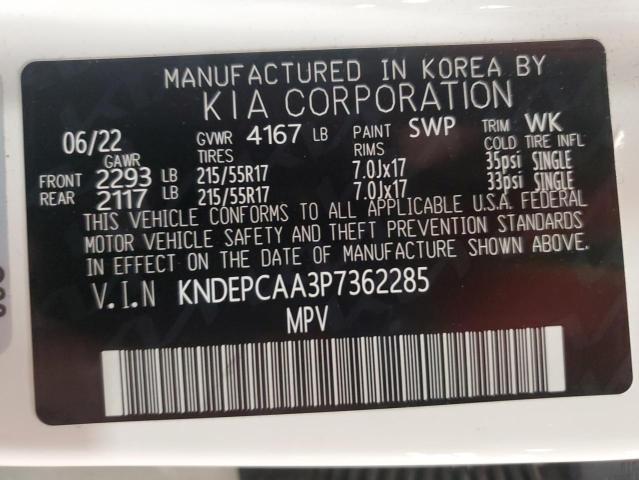 MANUFACTURED IN KOREA BY
KIA CORPORATION
06/22 GVWR 4167 LB PAINT SWP TRIM WK
GAWR TIRES RIMS COLD TIRE INFL
FRONT 2293 LB 215/55R17 7.0Jx17 35psi SINGLE
REAR 2117 LB 215/55R17 7.0Jx17 33psi SINGLE
THIS VEHICLE CONFORMS TO ALL APPLICABLE U.S.A. FEDERAL
MOTOR VEHICLE SAFETY AND THEFT PREVENTION STANDARDS
IN EFFECT ON THE DATE OF MANUFACTURE SHOWN ABOVE.
V.I.N KNDEPCAA3P7362285
MPV